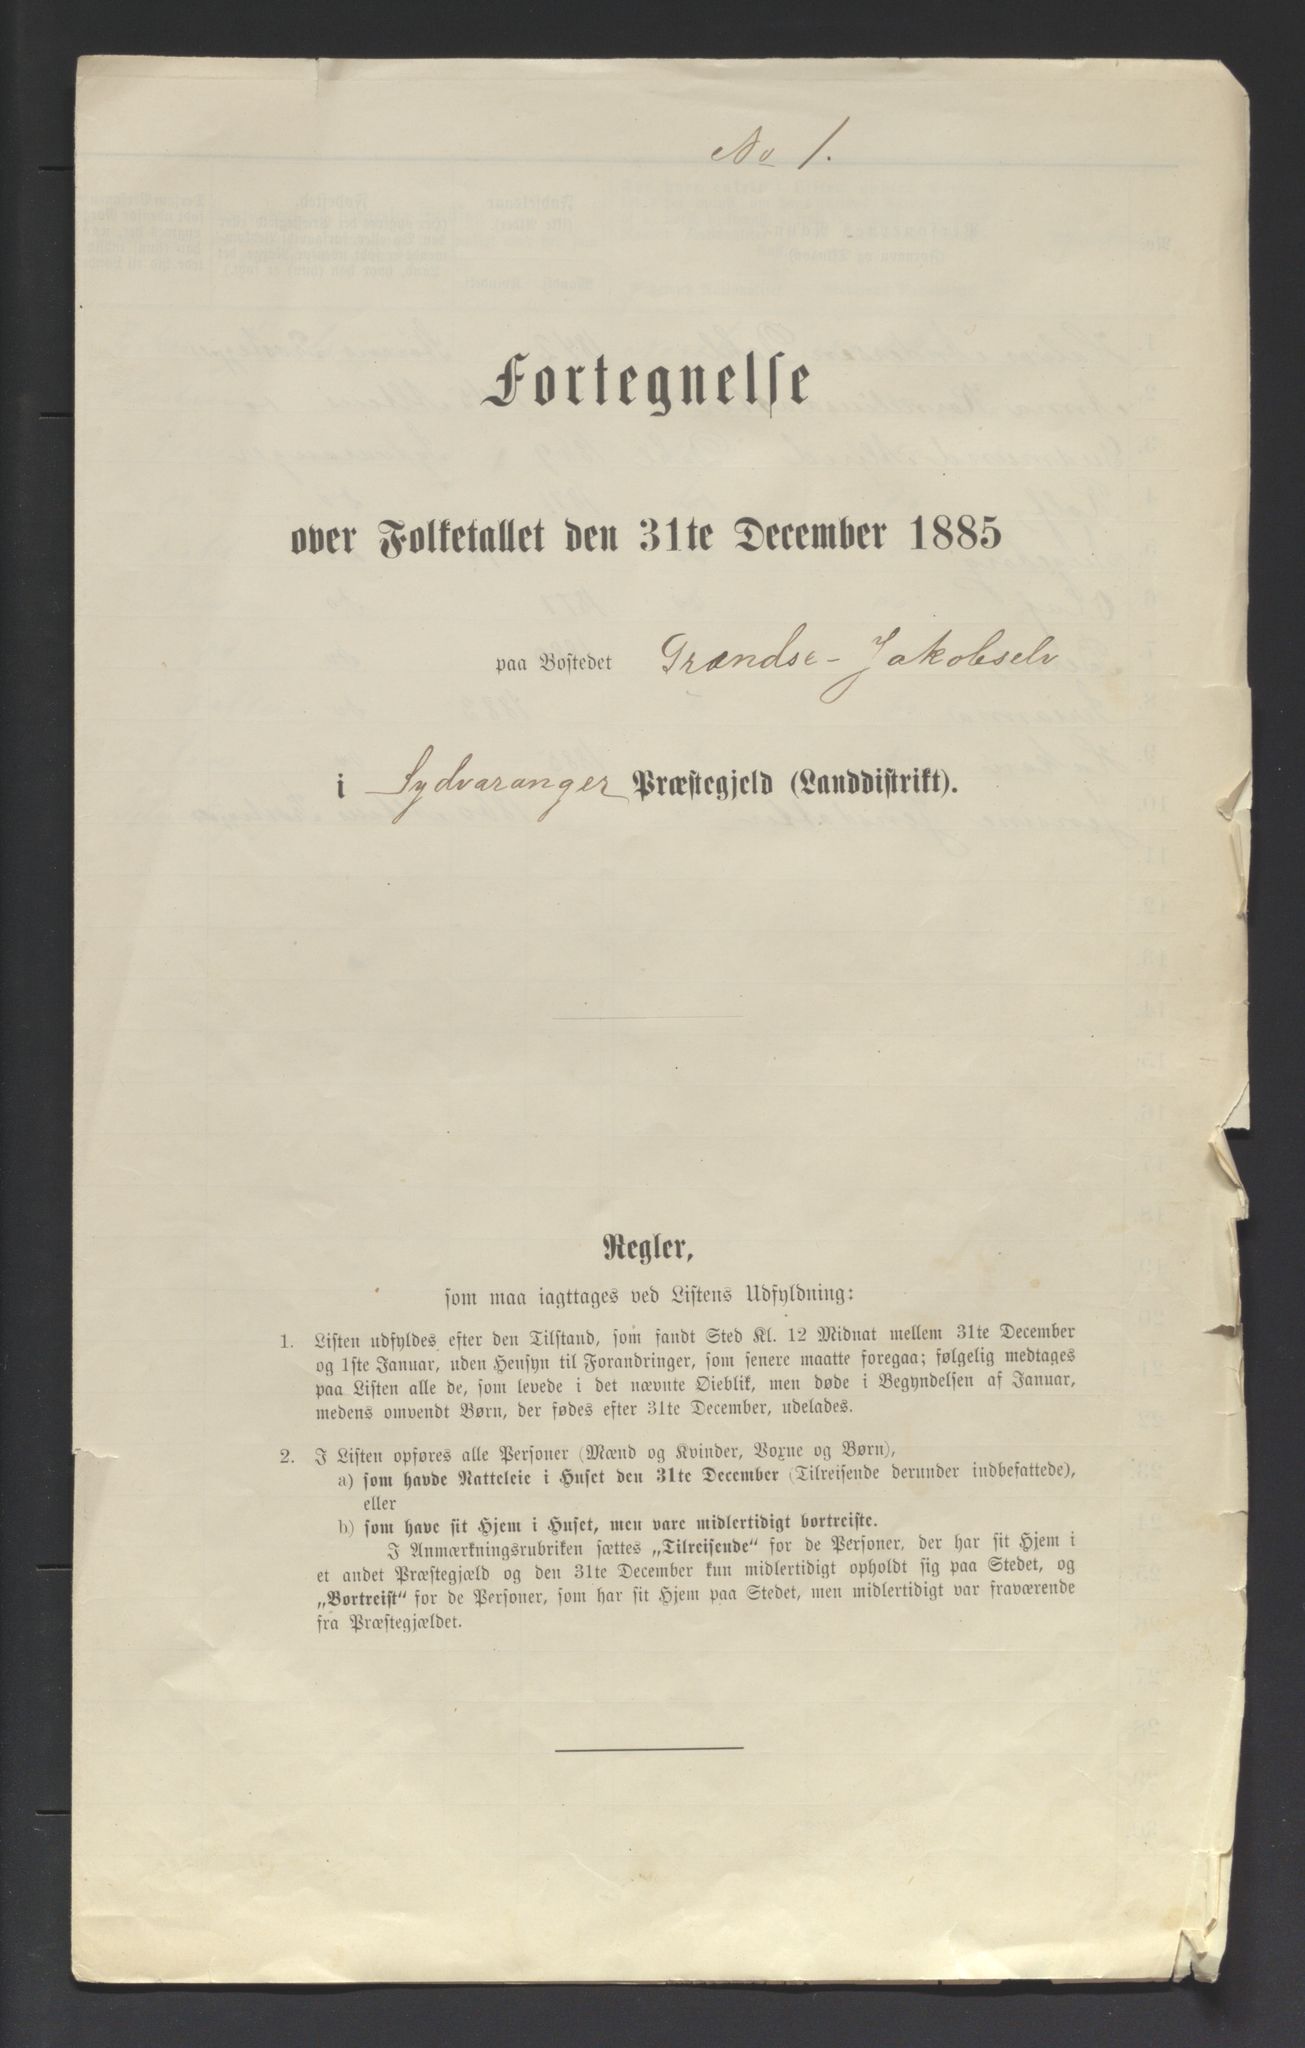 No 1.
Fortegnelse
over Folketallet den 31te December 1885
paa Bostedet Grændse-Jakobselv
i Sydvaranger Præstegjeld (Landdistrikt).
Regler,
som maa iagttages ved Listens Udfyldning:
1. Listen udfyldes efter den Tilstand, som fandt Sted Kl. 12 Midnat mellem 31te December
og 1ste Januar, uden Hensyn til Forandringer, som senere maatte foregaa; følgelig medtages
paa Listen alle de, som levede i det nævnte Øieblik, men døde i Begyndelsen af Januar,
medens omvendt Børn, der fødes efter 31te December, udelades.
2. I Listen opføres alle Personer (Mænd og Kvinder, Voxne og Børn),
a) som havde Natteleie i Huset den 31te December (Tilreisende derunder indbefattede),
eller
b) som have sit Hjem i Huset, men vare midlertidigt bortreiste.
I Anmærkningsrubriken sættes „Tilreisende“ for de Personer, der har sit Hjem i
et andet Præstegjæld og den 31te December kun midlertidigt opholdt sig paa Stedet, og
„Bortreist“ for de Personer, som har sit Hjem paa Stedet, men midlertidigt var fraværende
fra Præstegjældet.